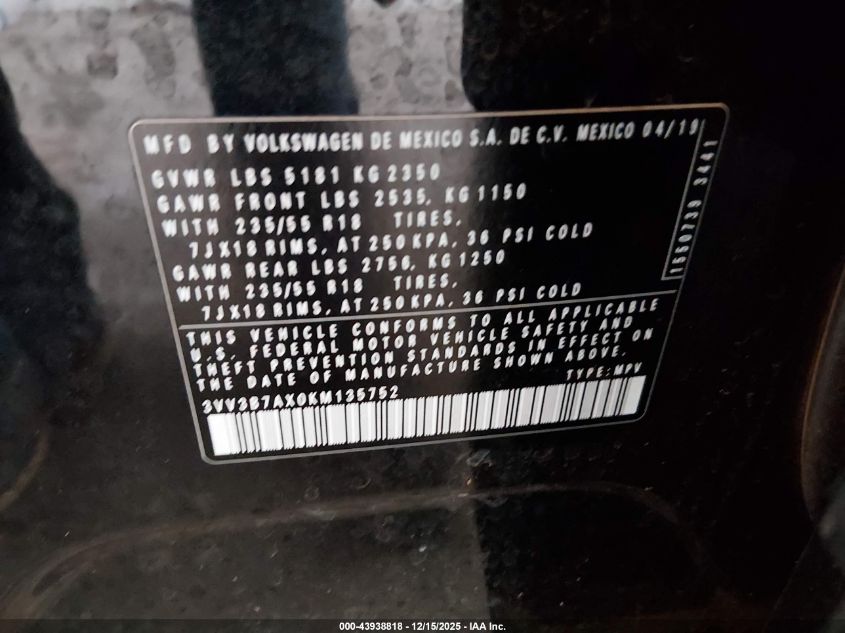 MFD BY VOLKSWAGEN DE MEXICO S.A. DE C.V. MEXICO 04/19
GVWR LBS 5181 KG 2350
GAWR FRONT LBS 2535, KG 1150
WITH 235/55 R18 TIRES,
7JX18 RIMS, AT 250 KPA, 36 PSI COLD
GAWR REAR LBS 2756, KG 1250
WITH 235/55 R18 TIRES,
7JX18 RIMS, AT 250 KPA, 36 PSI COLD
1550739 3441
THIS VEHICLE CONFORMS TO ALL APPLICABLE
U.S. FEDERAL MOTOR VEHICLE SAFETY AND
THEFT PREVENTION STANDARDS IN EFFECT ON
THE DATE OF MANUFACTURE SHOWN ABOVE.
TYPE: MPV
3VV3B7AX0KM135752
000-43938818 - 12/15/2025 - IAA Inc.